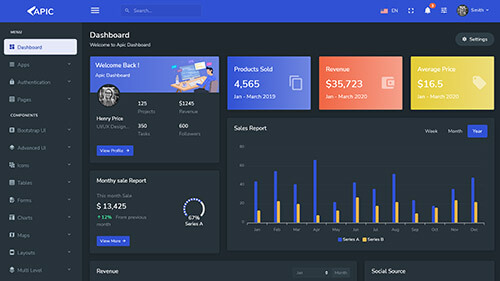 APIC
Search...
EN
3
Smith
MENU
Dashboard
Apps
Authentication
Pages
COMPONENTS
Bootstrap UI
Advanced UI
Icons
Tables
Forms
Charts
Maps
Layouts
Multi Level
Dashboard
Welcome to Apic Dashboard
Settings
Welcome Back !
Apic Dashboard
Henry Price
UI/UX Design,
125
Projects
$1245
Revenue
350
Tasks
600
Followers
View Profile
Products Sold
4,565
Jan - March 2019
Revenue
$35,723
Jan - March 2020
Average Price
$16.5
Jan - March 2020
Monthy sale Report
This month Sale
$ 13,425
12% From previous
month
View More
67%
Series A
Sales Report
Week
Month
Year
80
60
40
20
0
Jan
Feb
Mar
Apr
May
Jun
Jul
Aug
Sep
Oct
Nov
Dec
Series A
Series B
Revenue
Jan
Month
Social Source